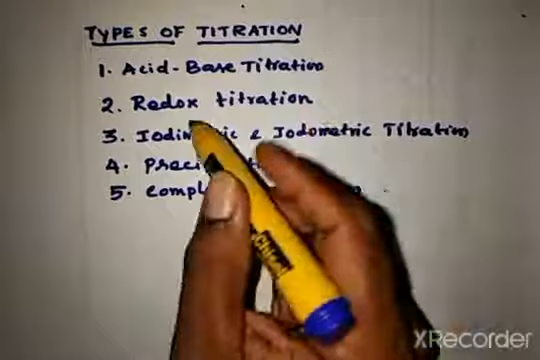 TYPES OF TITRATION
1. Acid-Base Titration
2. Redox titration
3. & Iodometric Titration
4.
5.
XRecorder